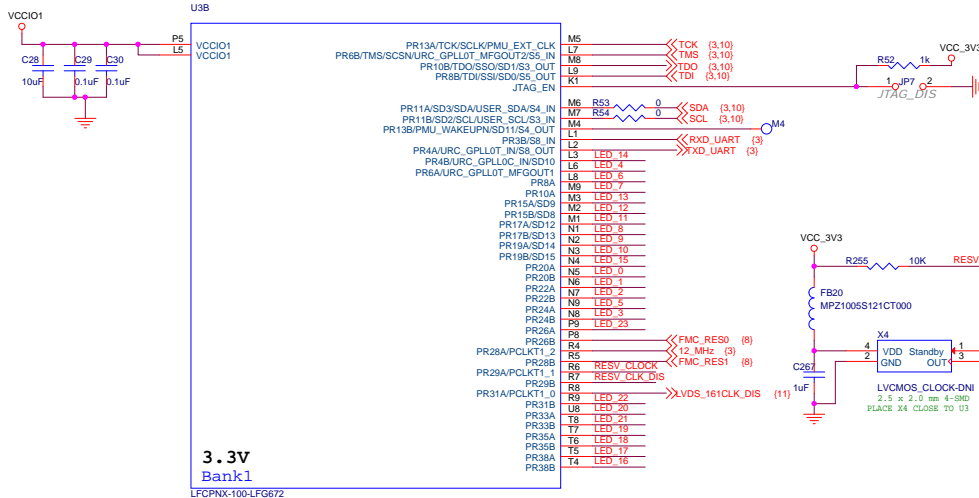 U3B
VCCIO1
P5 VCCIO1
L5 VCCIO1
C28 C29 C30
10uF 0.1uF 0.1uF
PR13A/TCK/SCLK/PMU_EXT_CLK M5 TCK {3,10}
PR6B/TMS/SCSN/URC_GPLL0T_MFGOUT2/S5_IN L7 TMS {3,10}
PR10B/TDO/SSO/SD1/S3_OUT M8 TDO {3,10}
PR8B/TDI/SSI/SD0/S5_OUT L9 TDI {3,10}
JTAG_EN K1
VCC_3V3
R52 1k
1 JP7 2
JTAG_DIS
PR11A/SD3/SDA/USER_SDA/S4_IN M6 R53 0 SDA {3,10}
PR11B/SD2/SCL/USER_SCL/S3_IN M7 R54 0 SCL {3,10}
PR13B/PMU_WAKEUPN/SD11/S4_OUT M4 M4
PR3B/S8_IN L1 RXD_UART {3}
PR4A/URC_GPLL0T_IN/S8_OUT L2 TXD_UART {3}
PR4B/URC_GPLL0C_IN/SD10 L3 LED_14
PR6A/URC_GPLL0T_MFGOUT1 L6 LED_4
PR8A L8 LED_6
PR10A M9 LED_7
PR15A/SD9 M3 LED_13
PR15B/SD8 M2 LED_12
PR17A/SD12 M1 LED_11
PR17B/SD13 N1 LED_8
PR19A/SD14 N2 LED_9
PR19B/SD15 N3 LED_10
PR20A N4 LED_15
PR20B N5 LED_0
PR22A N6 LED_1
PR22B N7 LED_2
PR24A N9 LED_5
PR24B N8 LED_3
PR26A P9 LED_23
PR26B P8 FMC_RES0 {8}
PR28A/PCLKT1_2 R4 12_MHz {3}
PR28B R5 FMC_RES1 {8}
PR29A/PCLKT1_1 R6 RESV_CLOCK
PR29B R7 RESV_CLK_DIS
PR31A/PCLKT1_0 R8 LVDS_161CLK_DIS {11}
PR31B R9 LED_22
PR33A U8 LED_20
PR33B T8 LED_21
PR35A T7 LED_19
PR35B T6 LED_18
PR38A T5 LED_17
PR38B T4 LED_16
VCC_3V3
R255 10K RESV
FB20
MPZ1005S121CT000
X4
4 VDD Standby 1
2 GND OUT 3
C267
1uF
LVCMOS_CLOCK-DNI
2.5 x 2.0 mm 4-SMD
PLACE X4 CLOSE TO U3
3.3V
Bank1
LFCPNX-100-LFG672